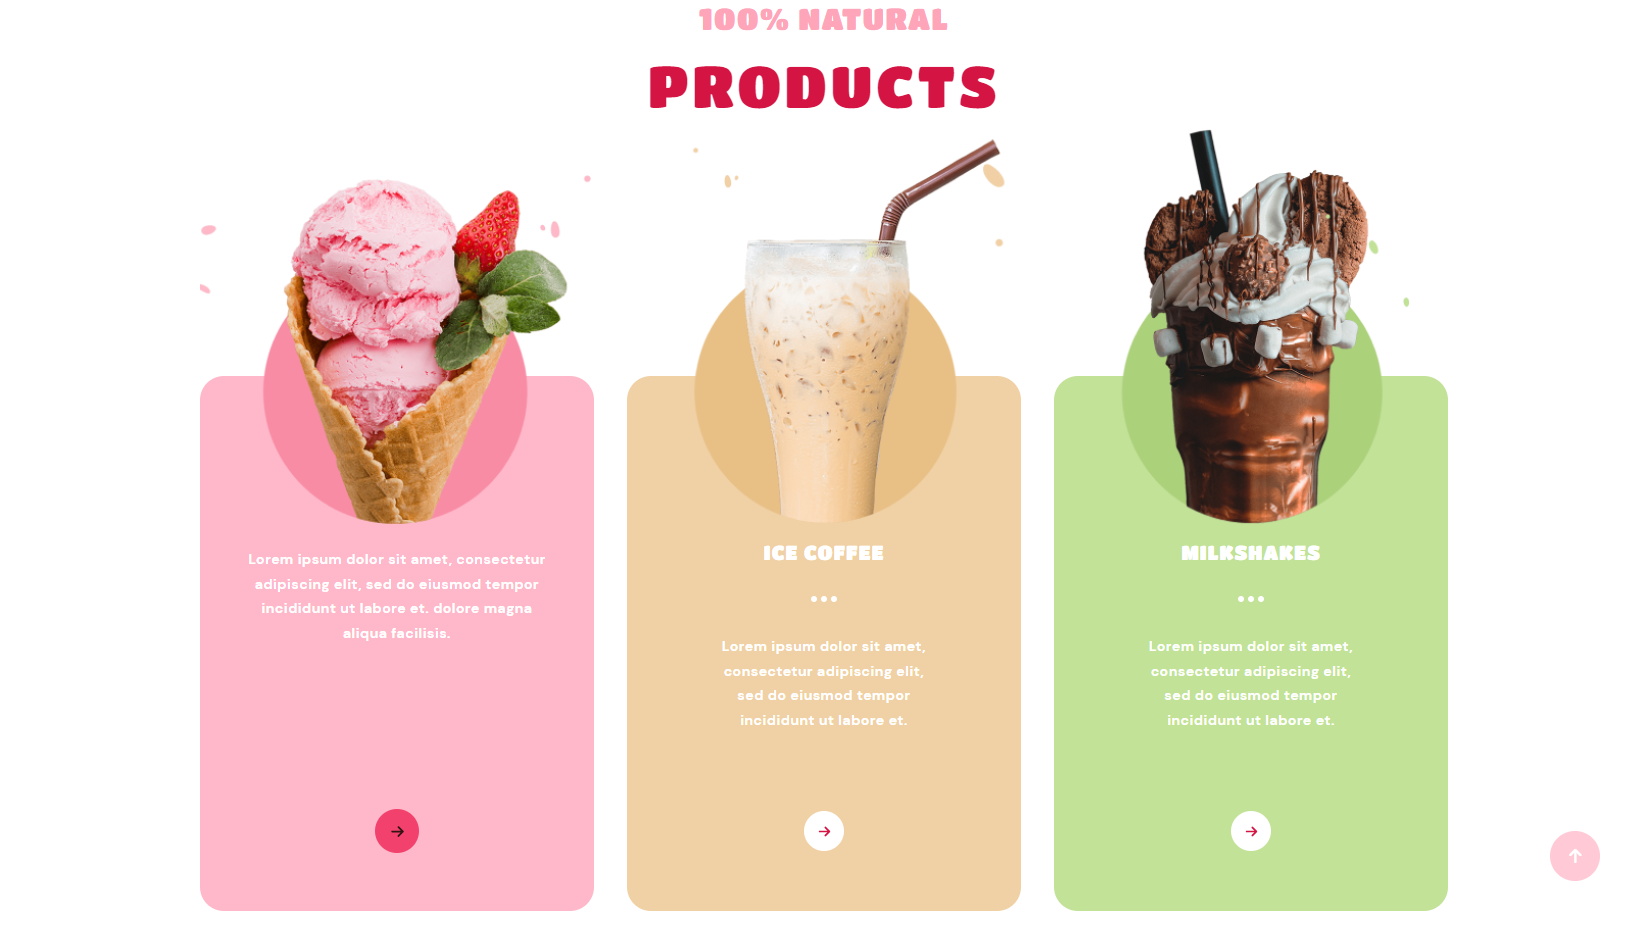 100% NATURAL
PRODUCTS
Lorem ipsum dolor sit amet, consectetur
adipiscing elit, sed do eiusmod tempor
incididunt ut labore et. dolore magna
aliqua facilisis.
ICE COFFEE
Lorem ipsum dolor sit amet,
consectetur adipiscing elit,
sed do eiusmod tempor
incididunt ut labore et.
MILKSHAKES
Lorem ipsum dolor sit amet,
consectetur adipiscing elit,
sed do eiusmod tempor
incididunt ut labore et.